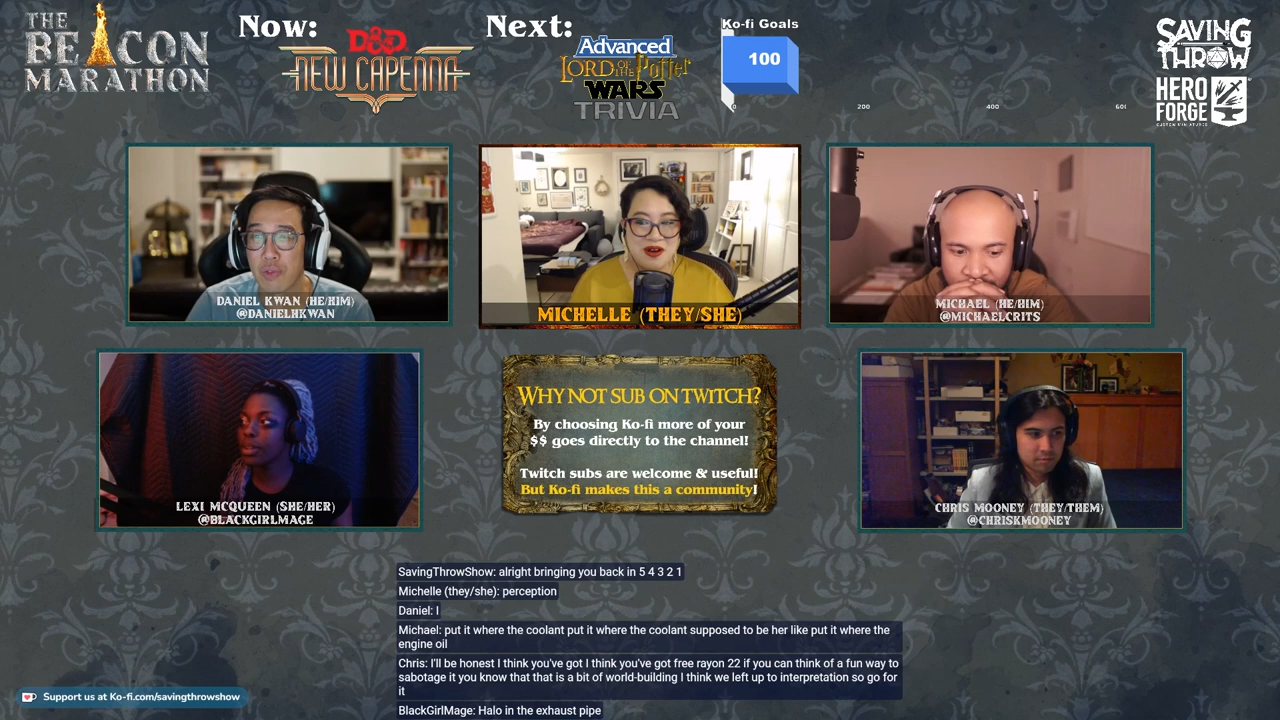 THE
BEACON
MARATHON
Now:
D&D
NEW CAPENNA
Next:
Advanced
LORD OF THE Potter
WARS
TRIVIA
Ko-fi Goals
100
0
200
400
600
SAVING
THROW
HERO
FORGE
DANIEL KWAN (HE/HIM)
@DANIELHKWAN
MICHELLE (THEY/SHE)
MICHAEL (HE/HIM)
@MICHAELCRITS
LEXI MCQUEEN (SHE/HER)
@BLACKGIRLMAGE
WHY NOT SUB ON TWITCH?
By choosing Ko-fi more of your
$$ goes directly to the channel!
Twitch subs are welcome & useful!
But Ko-fi makes this a community!
CHRIS MOONEY (THEY/THEM)
@CHRISKMOONEY
SavingThrowShow: alright bringing you back in 5 4 3 2 1
Michelle (they/she): perception
Daniel: I
Michael: put it where the coolant put it where the coolant supposed to be her like put it where the
engine oil
Chris: I'll be honest I think you've got I think you've got free rayon 22 if you can think of a fun way to
sabotage it you know that that is a bit of world-building I think we left up to interpretation so go for
it
BlackGirlMage: Halo in the exhaust pipe
Support us at Ko-fi.com/savingthrowshow